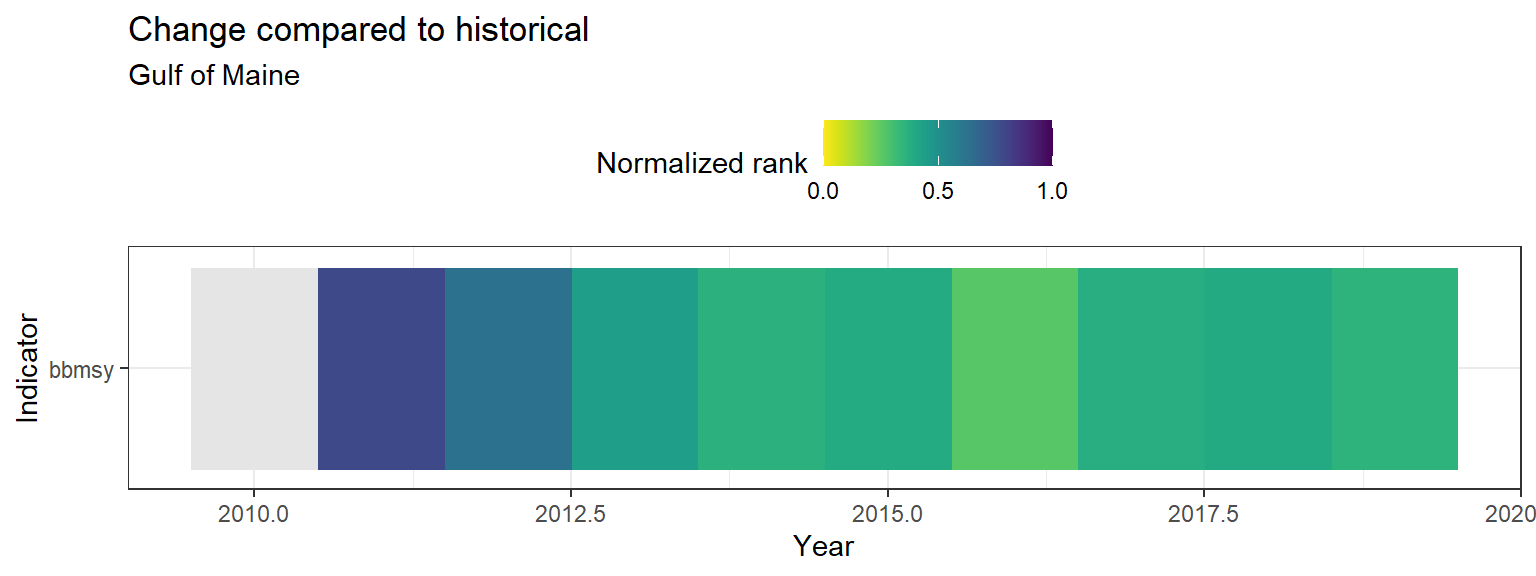 Change compared to historical
Gulf of Maine
Normalized rank
0.0 0.5 1.0
Indicator
bbmsy
2010.0 2012.5 2015.0 2017.5 2020
Year